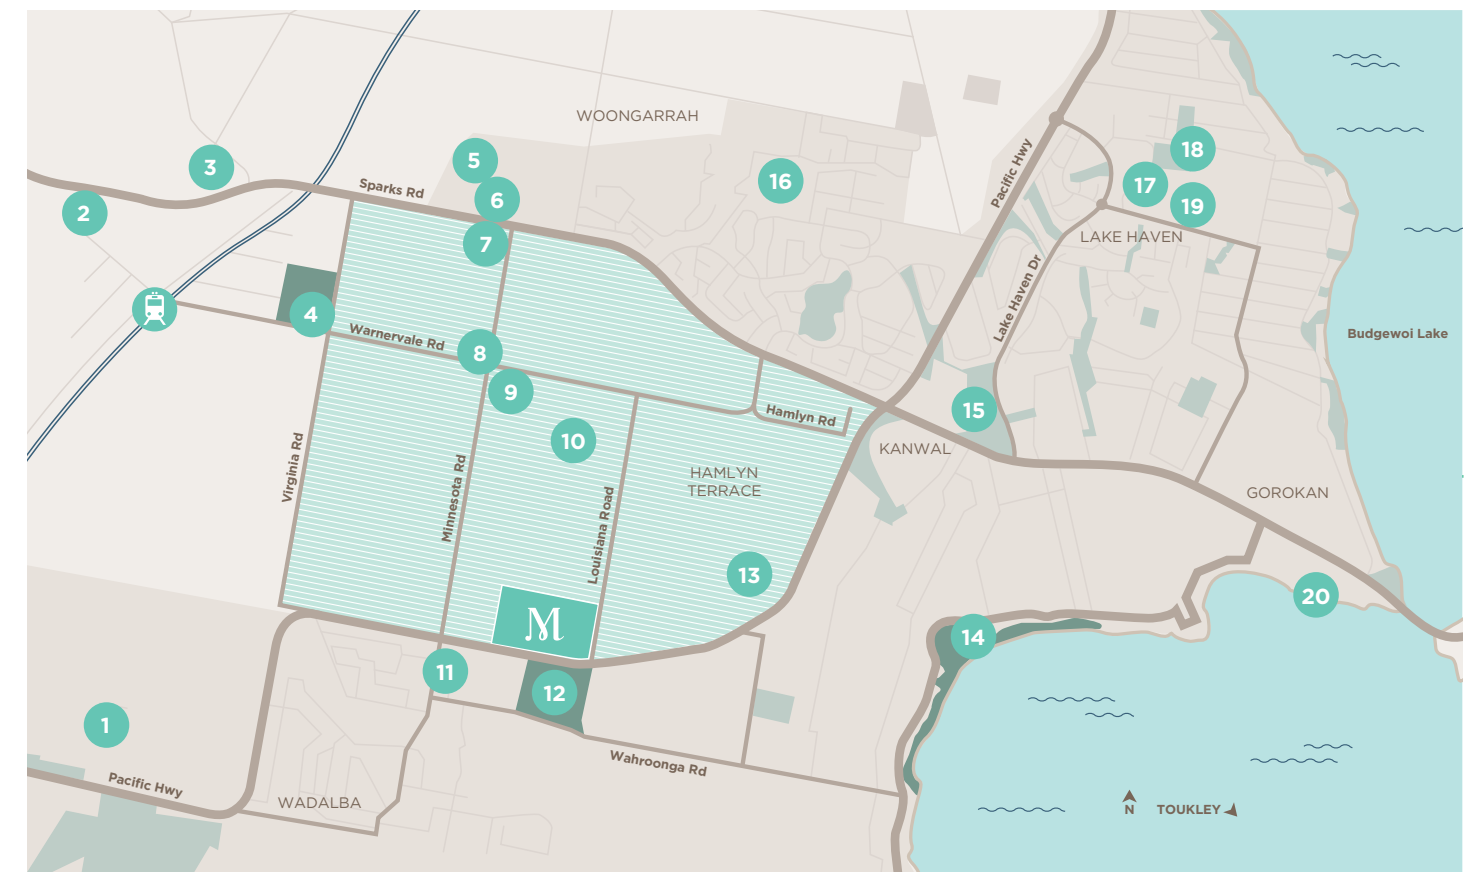 WOONGARRAH
Pacific Hwy
5
18
3
16
17
Sparks Rd
6
19
2
7
LAKE HAVEN
Lake Haven Dr
4
Warnervale Rd
Budgewoi Lake
8
9
Hamlyn Rd
15
10
KANWAL
Virginia Rd
HAMLYN
TERRACE
Minnesota Rd
Louisiana Road
GOROKAN
13
20
M
14
11
12
1
Wahroonga Rd
Pacific Hwy
WADALBA
N
TOUKLEY